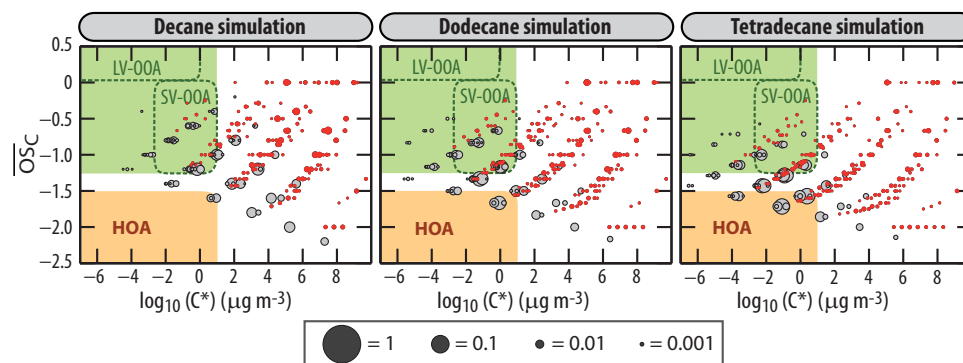 Decane simulation
Dodecane simulation
Tetradecane simulation
0.5
0
−0.5
−1.0
−1.5
−2.0
−2.5
OSC
LV-OOA
SV-OOA
HOA
LV-OOA
SV-OOA
HOA
LV-OOA
SV-OOA
HOA
−6 −4 −2 0 2 4 6 8
−6 −4 −2 0 2 4 6 8
−6 −4 −2 0 2 4 6 8
log10 (C*) (μg m-3)
log10 (C*) (μg m-3)
log10 (C*) (μg m-3)
= 1 = 0.1 = 0.01 = 0.001